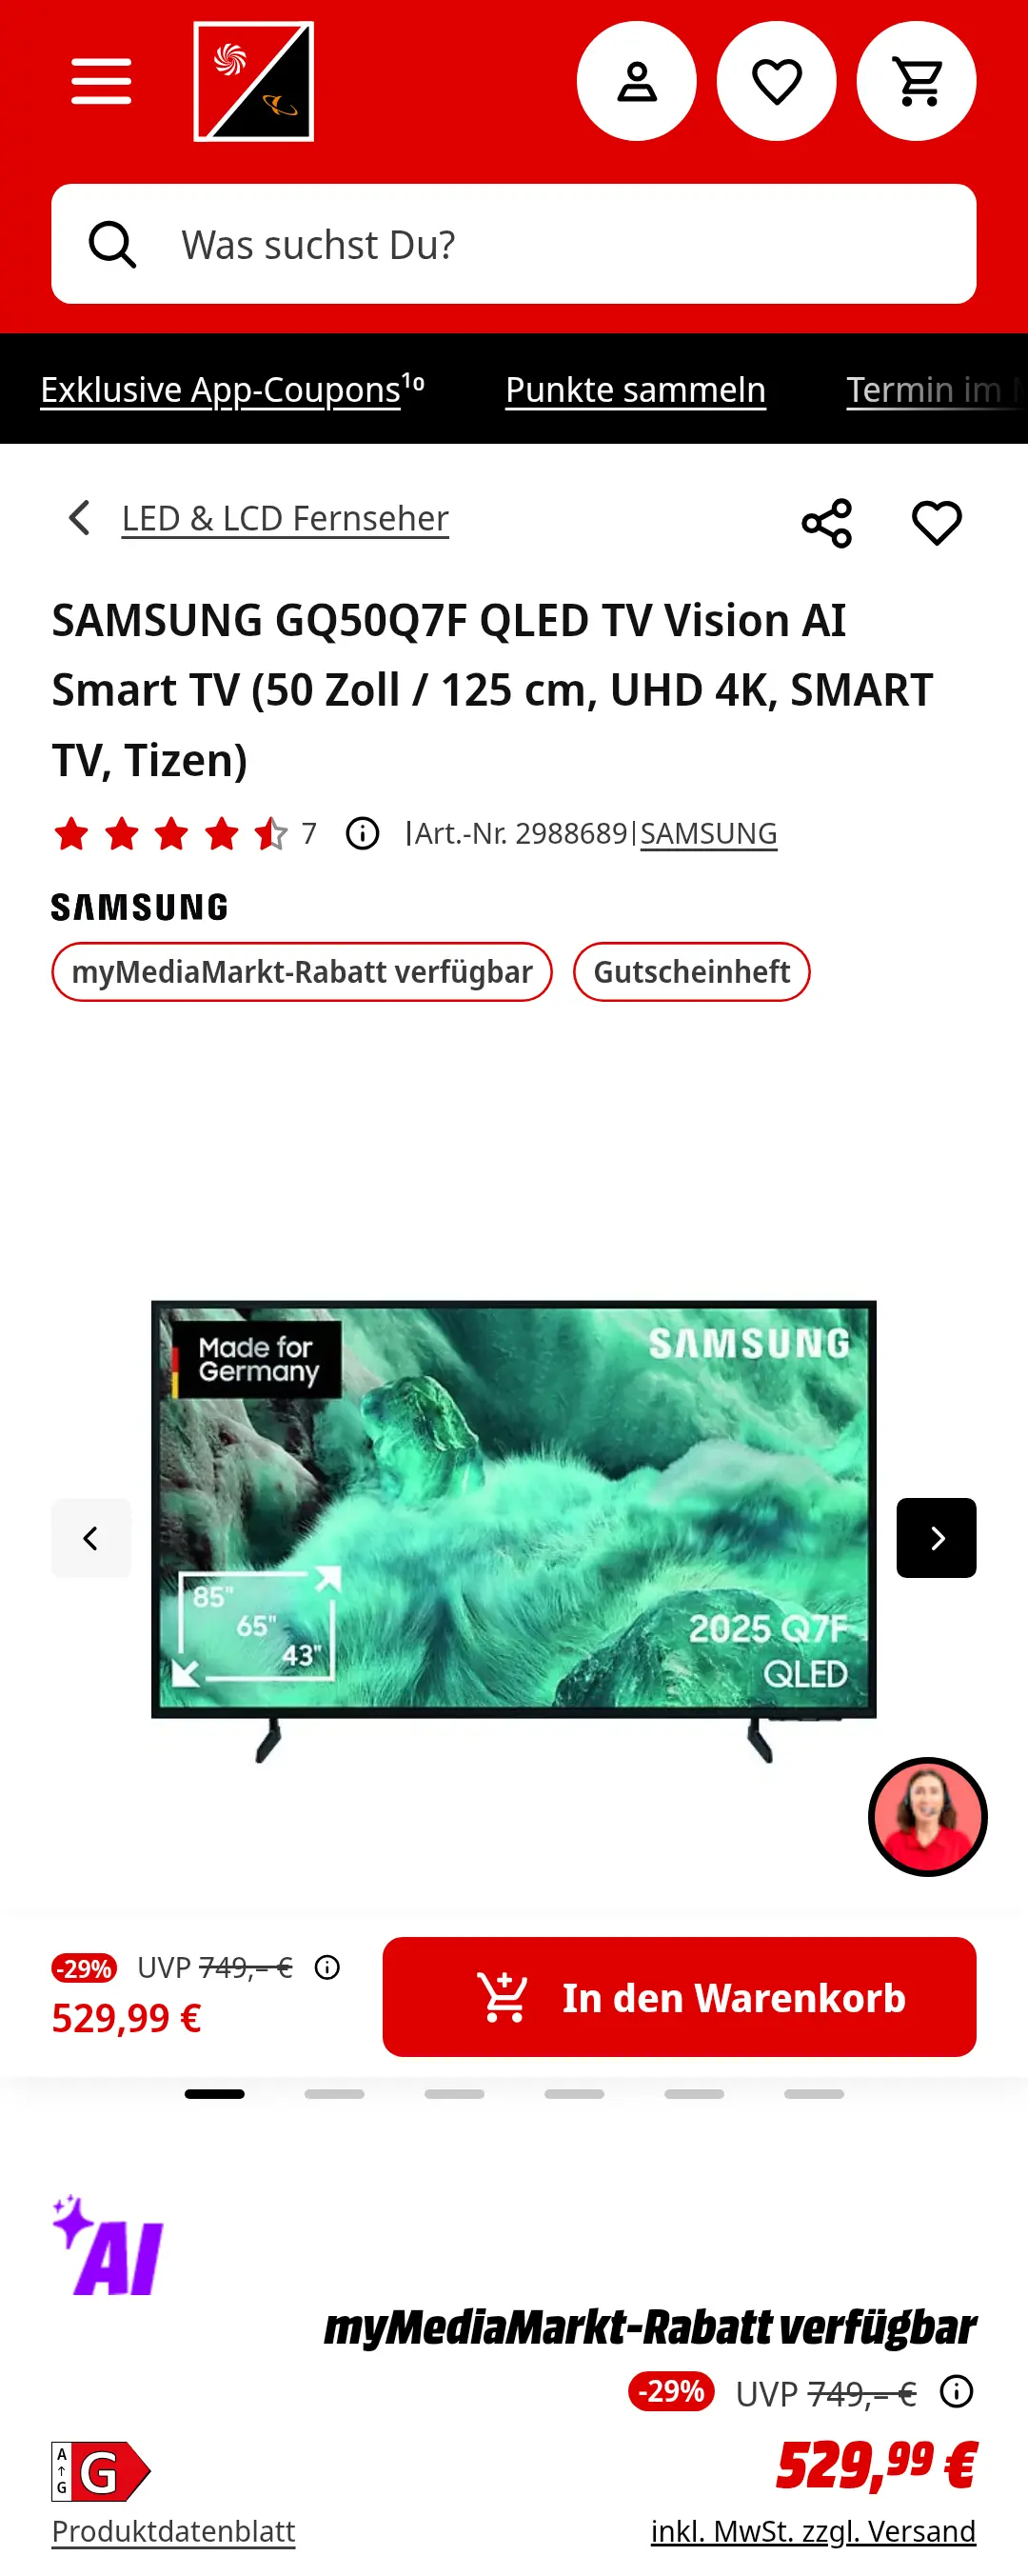 Was suchst Du?
Exklusive App-Coupons¹⁰ Punkte sammeln Termin im
LED & LCD Fernseher
SAMSUNG GQ50Q7F QLED TV Vision AI
Smart TV (50 Zoll / 125 cm, UHD 4K, SMART
TV, Tizen)
7 |Art.-Nr. 2988689|SAMSUNG
SAMSUNG
myMediaMarkt-Rabatt verfügbar Gutscheinheft
Made for
Germany
SAMSUNG
85"
65"
43"
2025 Q7F
QLED
-29% UVP 749,– €
529,99 €
In den Warenkorb
AI
myMediaMarkt-Rabatt verfügbar
-29% UVP 749,– €
A
↑
G
G
529,99 €
Produktdatenblatt
inkl. MwSt. zzgl. Versand